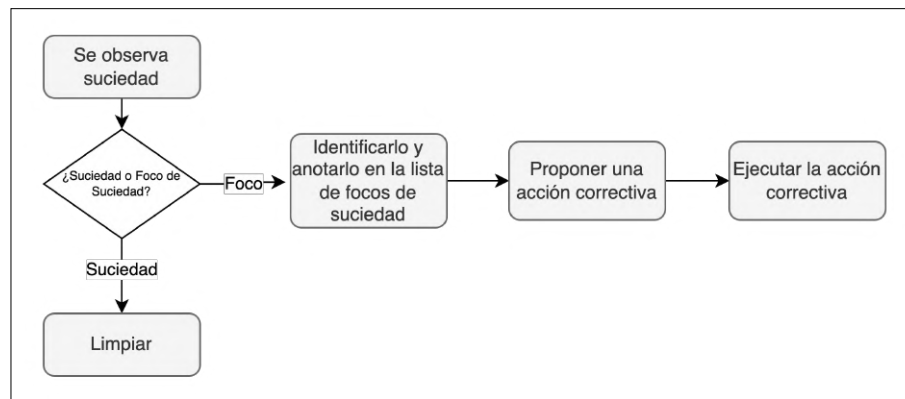 Se observa
suciedad
¿Suciedad o Foco de
Suciedad?
Foco
Identificarlo y
anotarlo en la lista
de focos de
suciedad
Proponer una
acción correctiva
Ejecutar la acción
correctiva
Suciedad
Limpiar